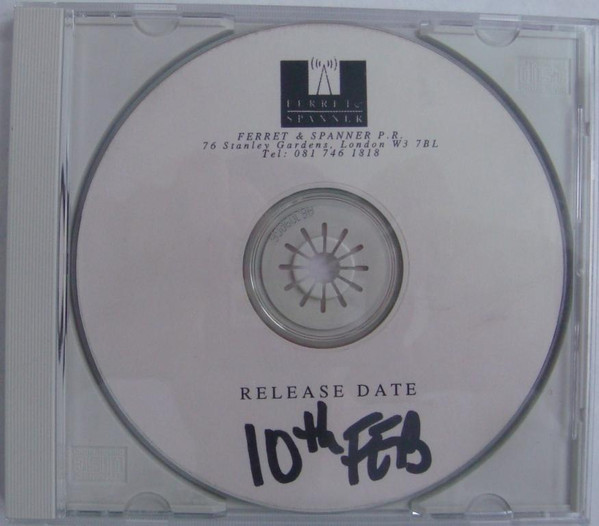 FERRET &
SPANNER
FERRET & SPANNER P.R.
76 Stanley Gardens, London W3 7BL
Tel: 081 746 1818
RELEASE DATE
10th FEB